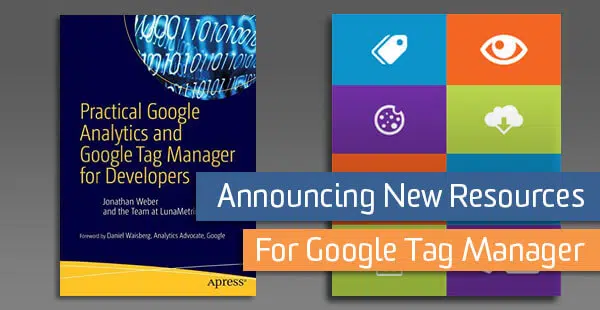 Practical Google
Analytics and
Google Tag Manager
for Developers
Jonathan Weber
and the Team at
Foreword by Daniel Waisberg, Analytics Advocate, Google
Apress®
Announcing New Resources
For Google Tag Manager